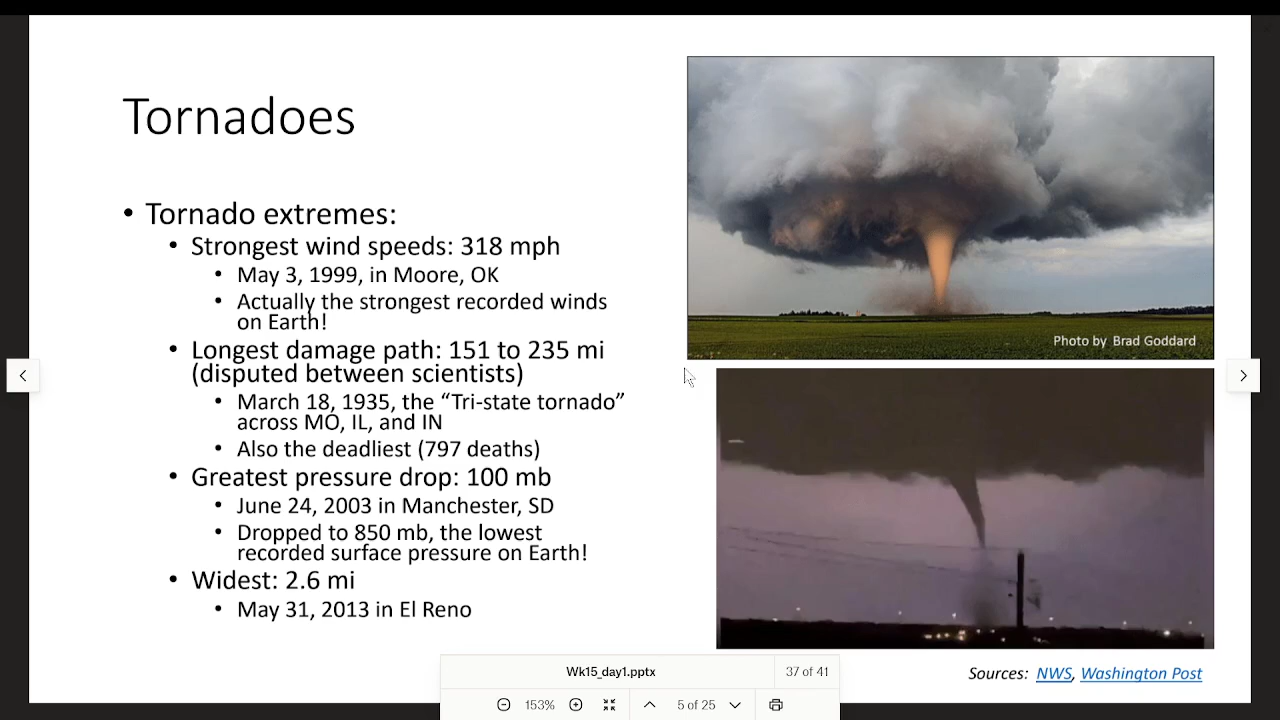 Tornadoes
• Tornado extremes:
• Strongest wind speeds: 318 mph
• May 3, 1999, in Moore, OK
• Actually the strongest recorded winds
on Earth!
• Longest damage path: 151 to 235 mi
(disputed between scientists)
• March 18, 1935, the “Tri-state tornado”
across MO, IL, and IN
• Also the deadliest (797 deaths)
• Greatest pressure drop: 100 mb
• June 24, 2003 in Manchester, SD
• Dropped to 850 mb, the lowest
recorded surface pressure on Earth!
• Widest: 2.6 mi
• May 31, 2013 in El Reno
Photo by Brad Goddard
Sources: NWS, Washington Post
Wk15_day1.pptx
37 of 41
153%
5 of 25